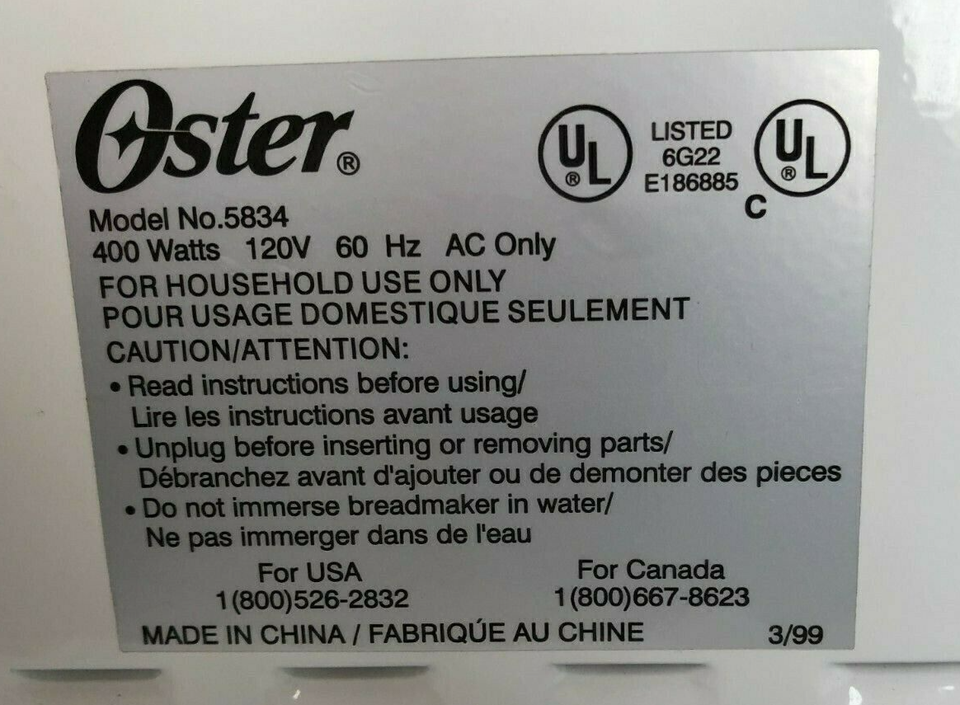 Oster®
UL® LISTED 6G22 E186885 C UL®
Model No.5834
400 Watts 120V 60 Hz AC Only
FOR HOUSEHOLD USE ONLY
POUR USAGE DOMESTIQUE SEULEMENT
CAUTION/ATTENTION:
• Read instructions before using/
Lire les instructions avant usage
• Unplug before inserting or removing parts/
Débranchez avant d'ajouter ou de demonter des pieces
• Do not immerse breadmaker in water/
Ne pas immerger dans de l'eau
For USA For Canada
1(800)526-2832 1(800)667-8623
MADE IN CHINA / FABRIQÚE AU CHINE 3/99